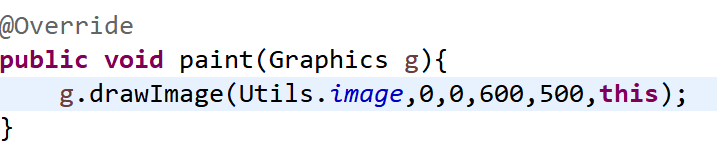 @Override
public void paint(Graphics g){
    g.drawImage(Utils.image,0,0,600,500,this);
}